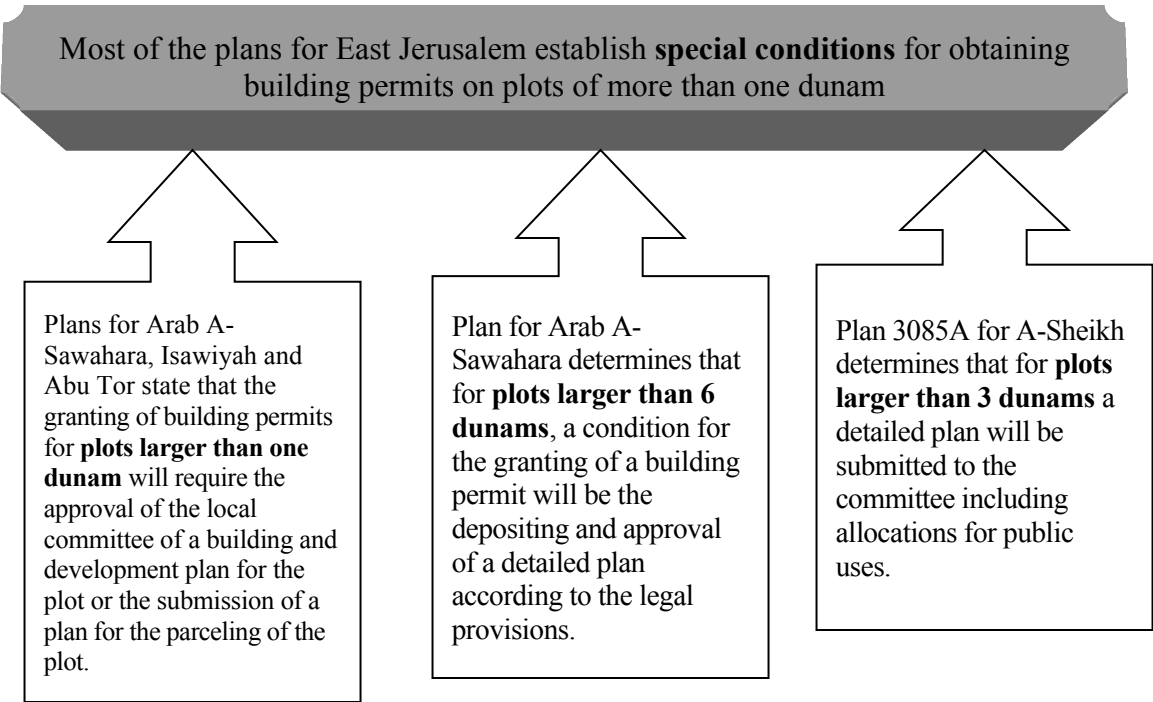 Most of the plans for East Jerusalem establish special conditions for obtaining
building permits on plots of more than one dunam
Plans for Arab A-
Sawahara, Isawiyah and
Abu Tor state that the
granting of building permits
for plots larger than one
dunam will require the
approval of the local
committee of a building and
development plan for the
plot or the submission of a
plan for the parceling of the
plot.
Plan for Arab A-
Sawahara determines that
for plots larger than 6
dunams, a condition for
the granting of a building
permit will be the
depositing and approval
of a detailed plan
according to the legal
provisions.
Plan 3085A for A-Sheikh
determines that for plots
larger than 3 dunams a
detailed plan will be
submitted to the
committee including
allocations for public
uses.